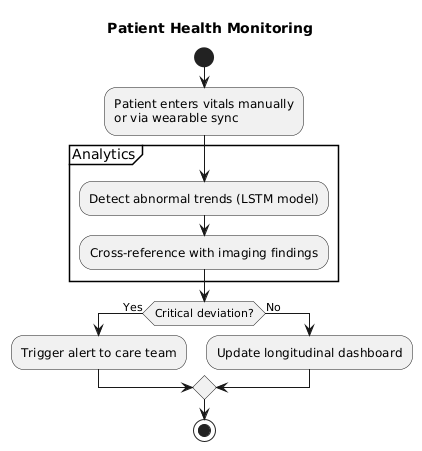 Patient Health Monitoring
Patient enters vitals manually
or via wearable sync
Analytics
Detect abnormal trends (LSTM model)
Cross-reference with imaging findings
Critical deviation?
Yes
No
Trigger alert to care team
Update longitudinal dashboard